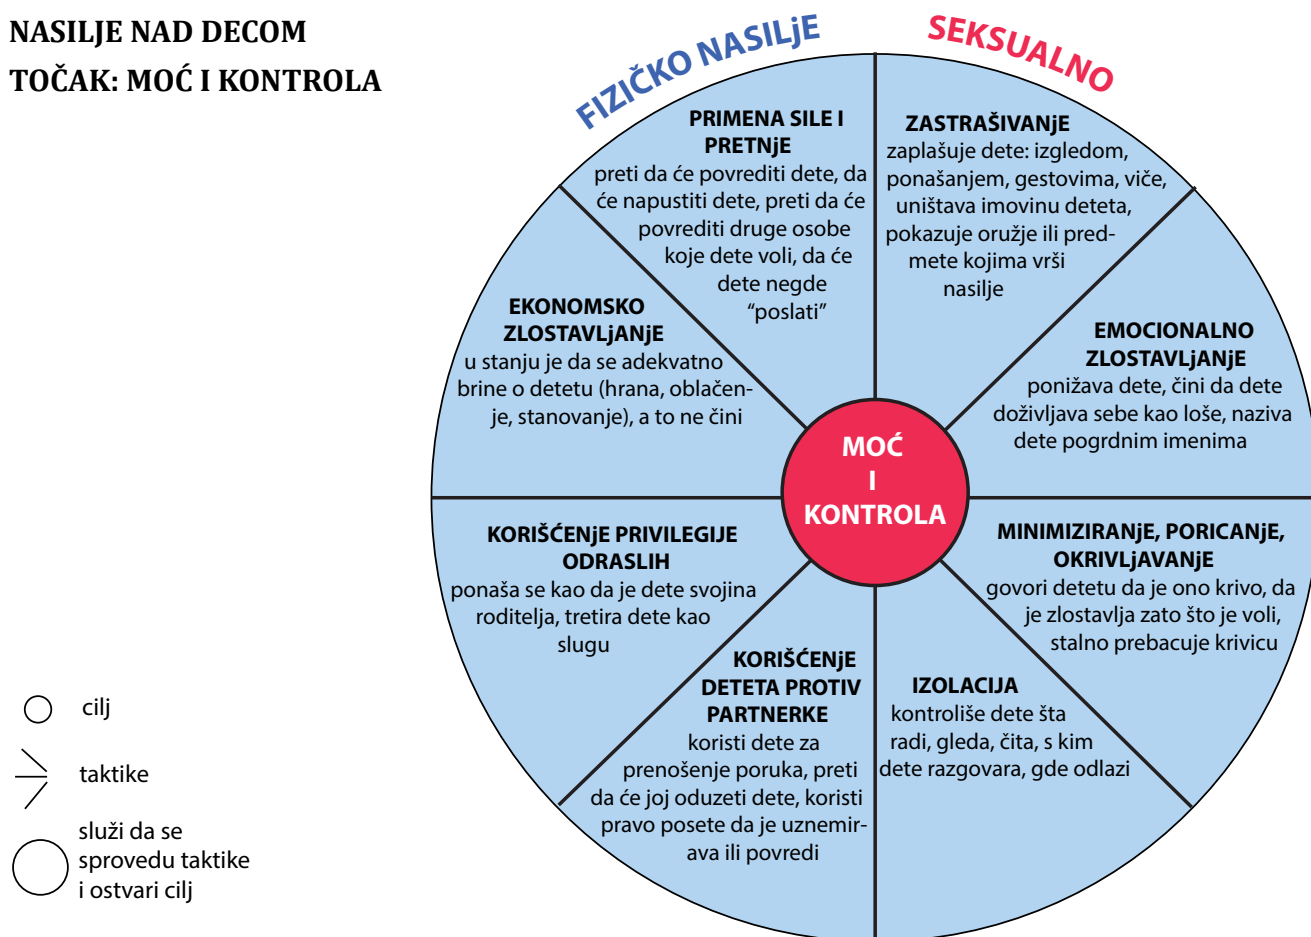 NASILJE NAD DECOM
TOČAK: MOĆ I KONTROLA
FIZIČKO NASILjE
SEKSUALNO
PRIMENA SILE I
PRETNjE
preti da će povrediti dete, da
će napustiti dete, preti da će
povrediti druge osobe
koje dete voli, da će
dete negde
“poslati”
ZASTRAŠIVANjE
zaplašuje dete: izgledom,
ponašanjem, gestovima, viče,
uništava imovinu deteta,
pokazuje oružje ili pred-
mete kojima vrši
nasilje
EKONOMSKO
ZLOSTAVLjANjE
u stanju je da se adekvatno
brine o detetu (hrana, oblačen-
je, stanovanje), a to ne čini
EMOCIONALNO
ZLOSTAVLjANjE
ponižava dete, čini da dete
doživljava sebe kao loše, naziva
dete pogrdnim imenima
MOĆ
I
KONTROLA
KORIŠĆENjE PRIVILEGIJE
ODRASLIH
ponaša se kao da je dete svojina
roditelja, tretira dete kao
slugu
MINIMIZIRANjE, PORICANjE,
OKRIVLjAVANjE
govori detetu da je ono krivo, da
je zlostavlja zato što je voli,
stalno prebacuje krivicu
KORIŠĆENjE
DETETA PROTIV
PARTNERKE
koristi dete za
prenošenje poruka, preti
da će joj oduzeti dete, koristi
pravo posete da je uznemir-
ava ili povredi
IZOLACIJA
kontroliše dete šta
radi, gleda, čita, s kim
dete razgovara, gde odlazi
cilj
taktike
služi da se
sprovedu taktike
i ostvari cilj